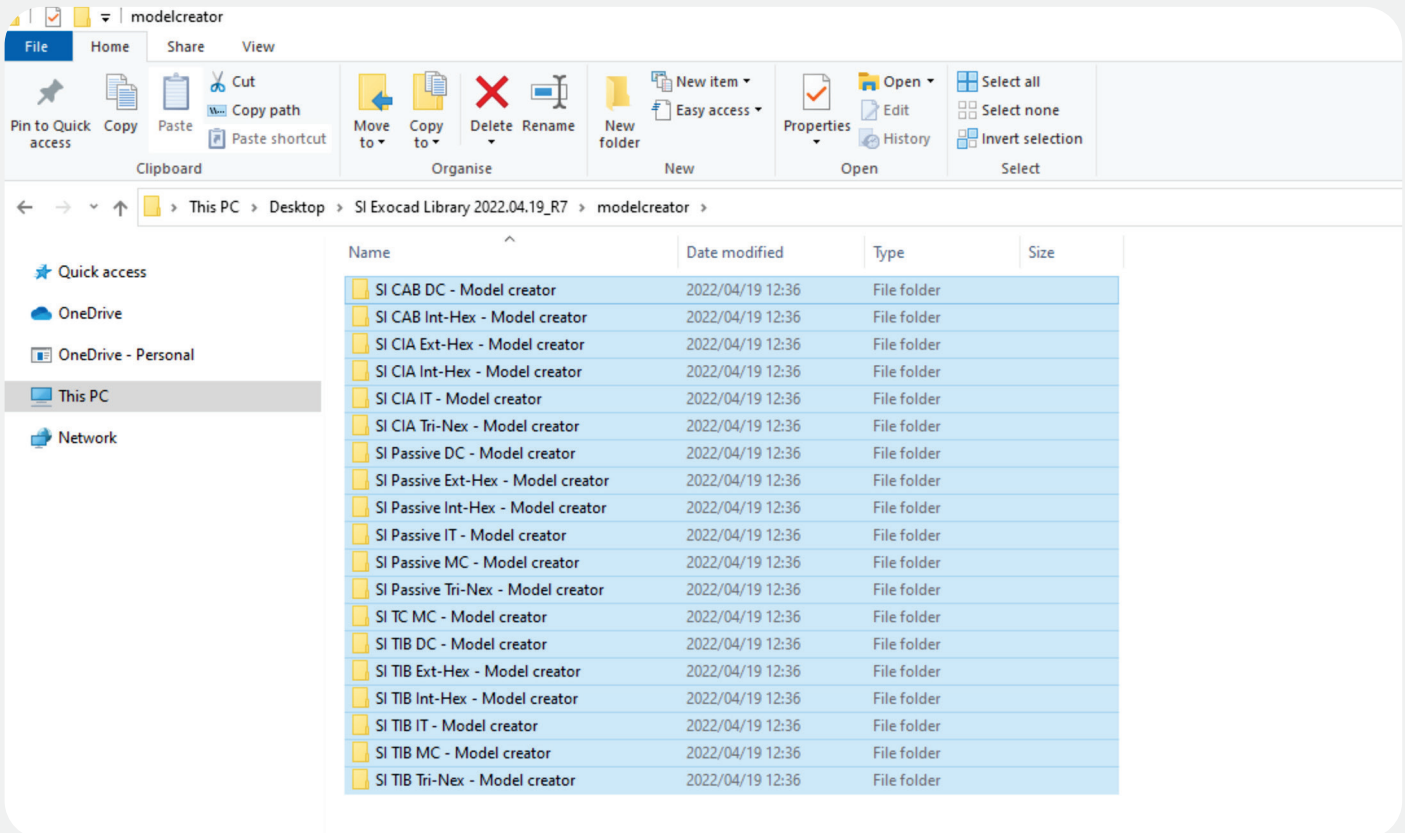 modelcreator
File Home Share View
Pin to Quick access
Copy
Paste
Cut
Copy path
Paste shortcut
Move to
Copy to
Delete
Rename
New folder
New item
Easy access
Properties
Open
Edit
History
Select all
Select none
Invert selection
Clipboard Organise New Open Select
This PC > Desktop > SI Exocad Library 2022.04.19_R7 > modelcreator >
Quick access
OneDrive
OneDrive - Personal
This PC
Network
Name Date modified Type Size
SI CAB DC - Model creator 2022/04/19 12:36 File folder
SI CAB Int-Hex - Model creator 2022/04/19 12:36 File folder
SI CIA Ext-Hex - Model creator 2022/04/19 12:36 File folder
SI CIA Int-Hex - Model creator 2022/04/19 12:36 File folder
SI CIA IT - Model creator 2022/04/19 12:36 File folder
SI CIA Tri-Nex - Model creator 2022/04/19 12:36 File folder
SI Passive DC - Model creator 2022/04/19 12:36 File folder
SI Passive Ext-Hex - Model creator 2022/04/19 12:36 File folder
SI Passive Int-Hex - Model creator 2022/04/19 12:36 File folder
SI Passive IT - Model creator 2022/04/19 12:36 File folder
SI Passive MC - Model creator 2022/04/19 12:36 File folder
SI Passive Tri-Nex - Model creator 2022/04/19 12:36 File folder
SI TC MC - Model creator 2022/04/19 12:36 File folder
SI TIB DC - Model creator 2022/04/19 12:36 File folder
SI TIB Ext-Hex - Model creator 2022/04/19 12:36 File folder
SI TIB Int-Hex - Model creator 2022/04/19 12:36 File folder
SI TIB IT - Model creator 2022/04/19 12:36 File folder
SI TIB MC - Model creator 2022/04/19 12:36 File folder
SI TIB Tri-Nex - Model creator 2022/04/19 12:36 File folder